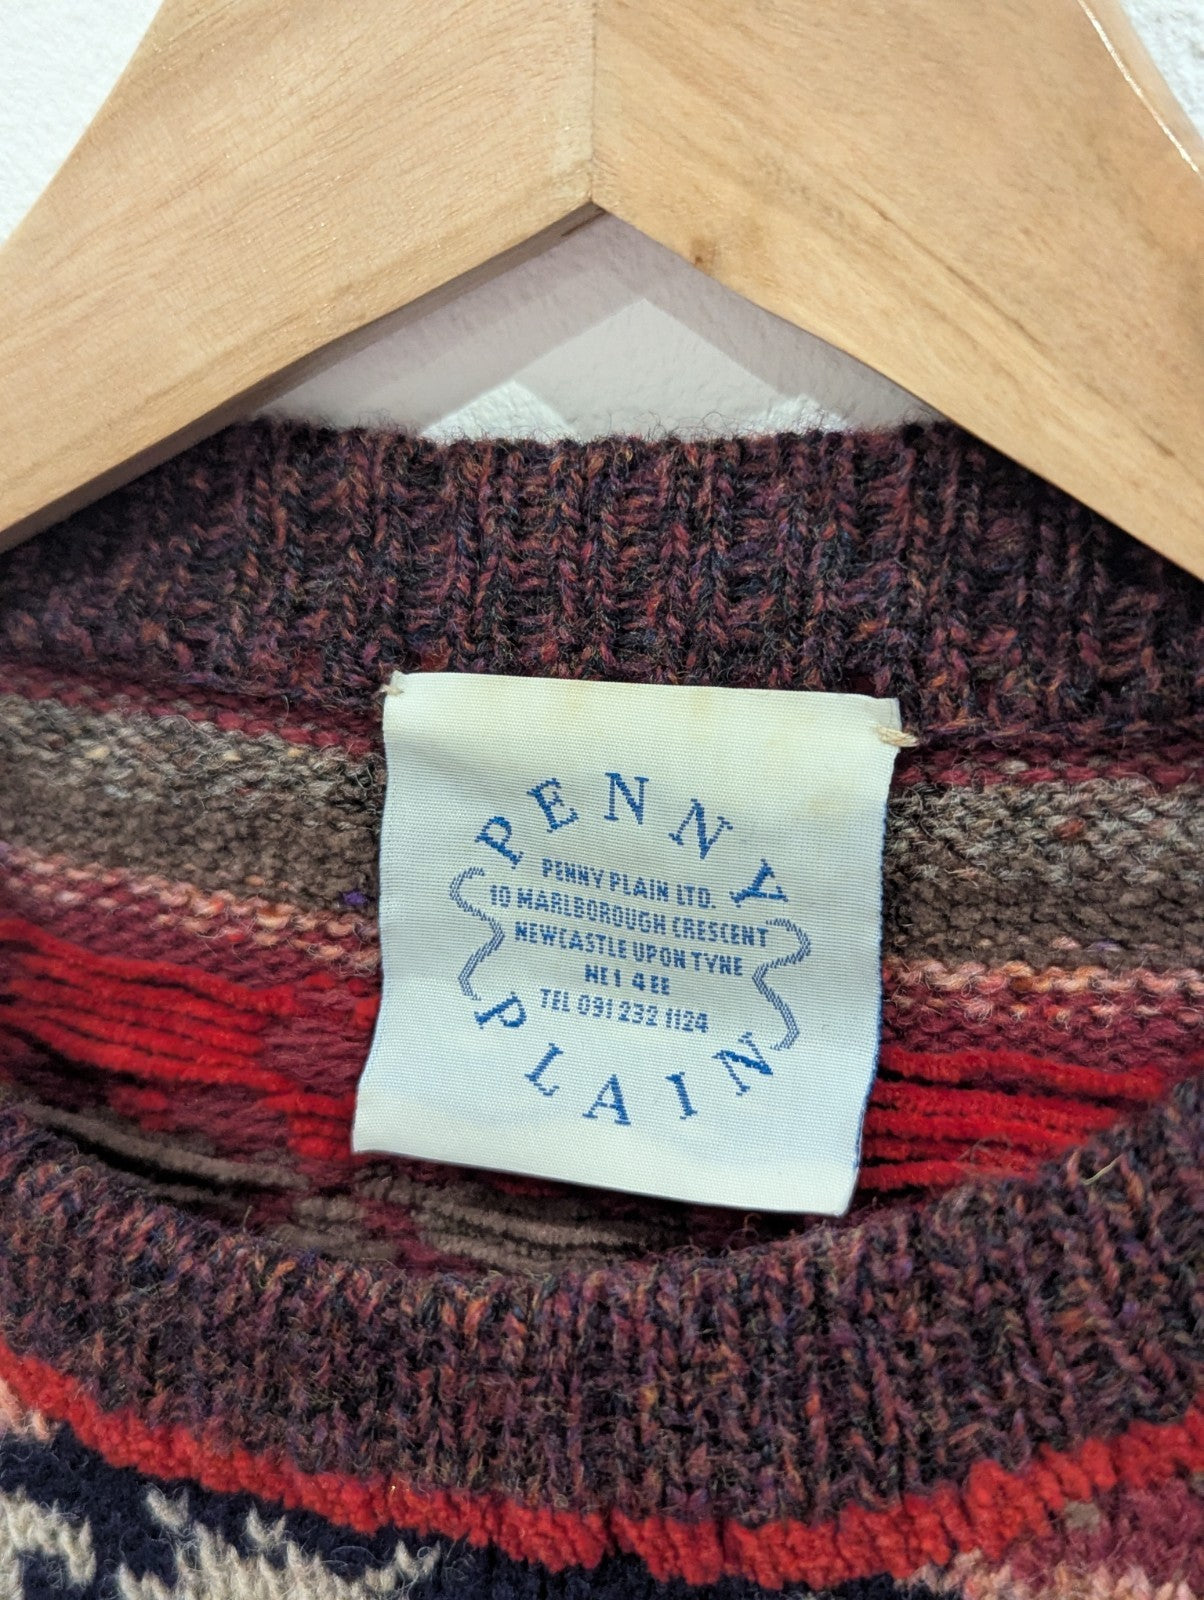 PENNY
PENNY PLAIN LTD.
10 MARLBOROUGH CRESCENT
NEWCASTLE UPON TYNE
NE1 4EE
TEL 091 232 1124
PLAIN